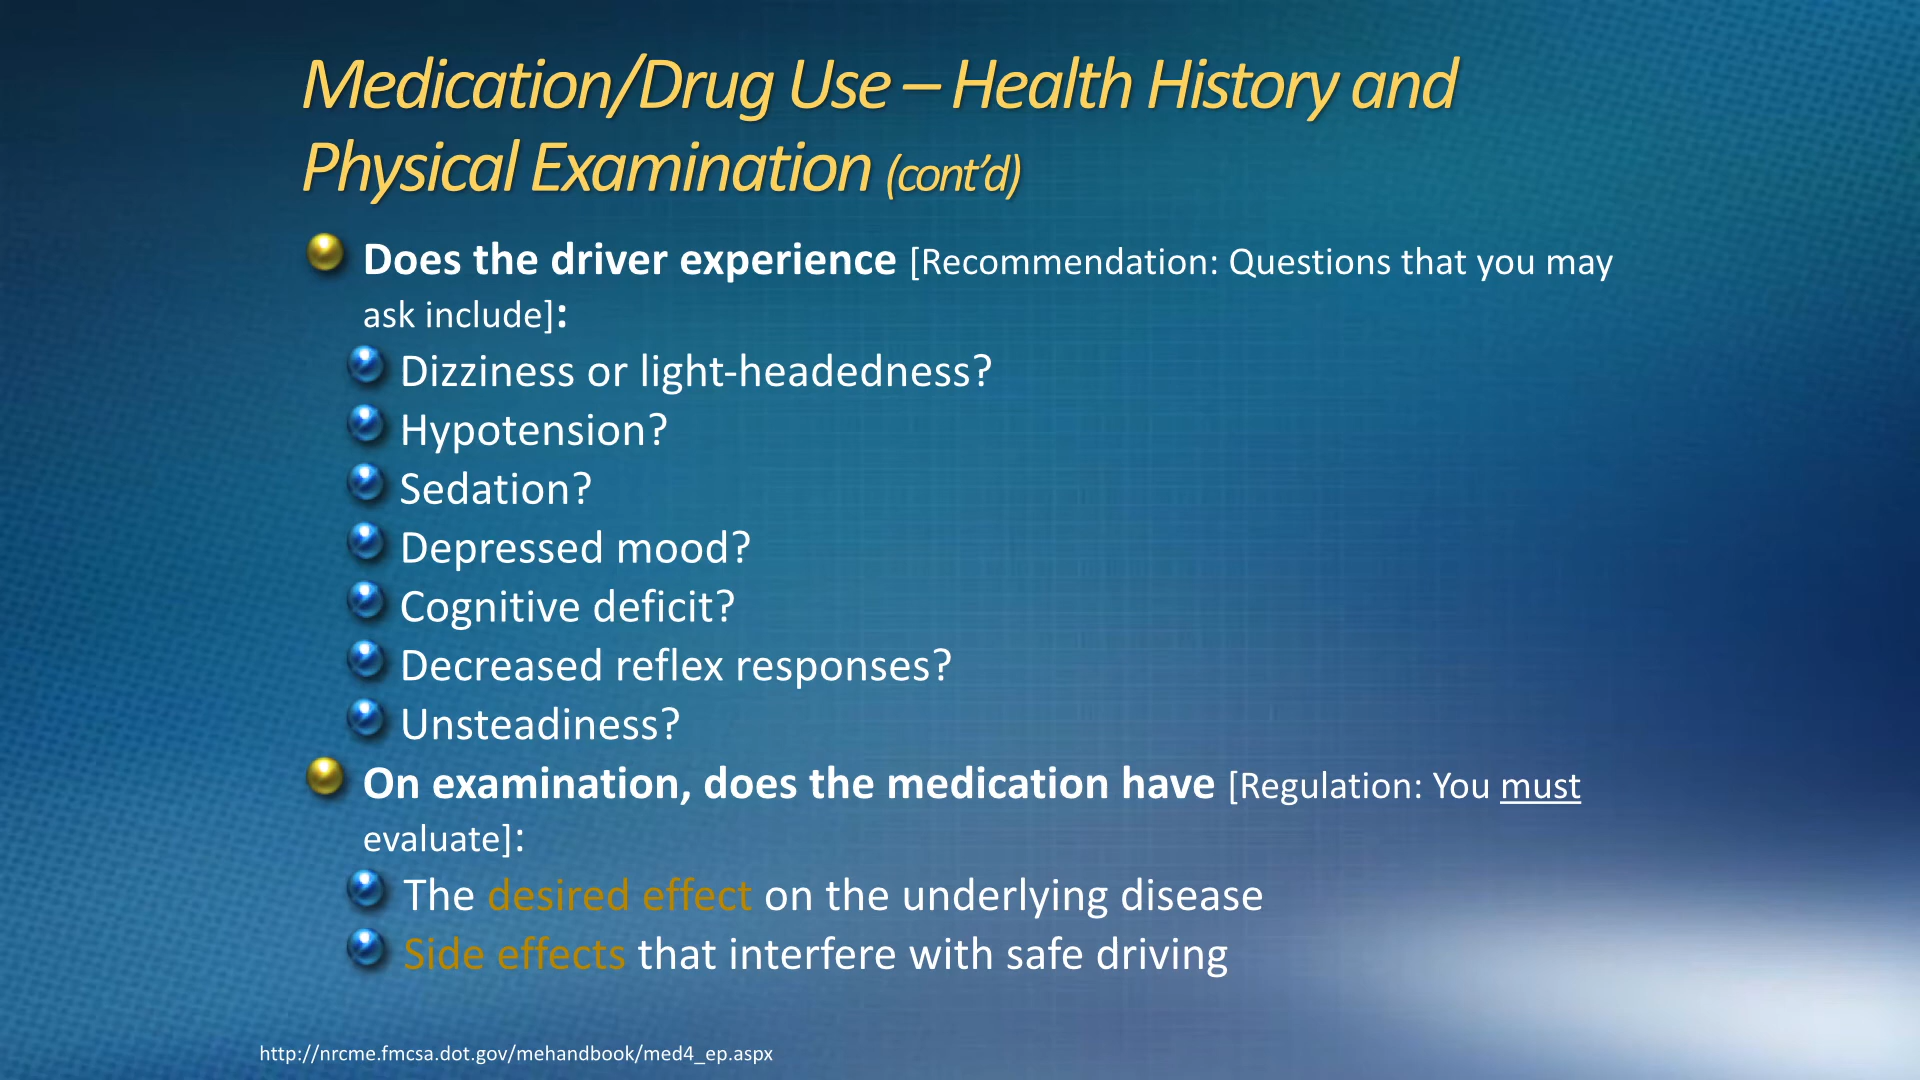 Medication/Drug Use – Health History and
Physical Examination (cont’d)
Does the driver experience [Recommendation: Questions that you may
ask include]:
Dizziness or light-headedness?
Hypotension?
Sedation?
Depressed mood?
Cognitive deficit?
Decreased reflex responses?
Unsteadiness?
On examination, does the medication have [Regulation: You must
evaluate]:
The desired effect on the underlying disease
Side effects that interfere with safe driving
http://nrcme.fmcsa.dot.gov/mehandbook/med4_ep.aspx